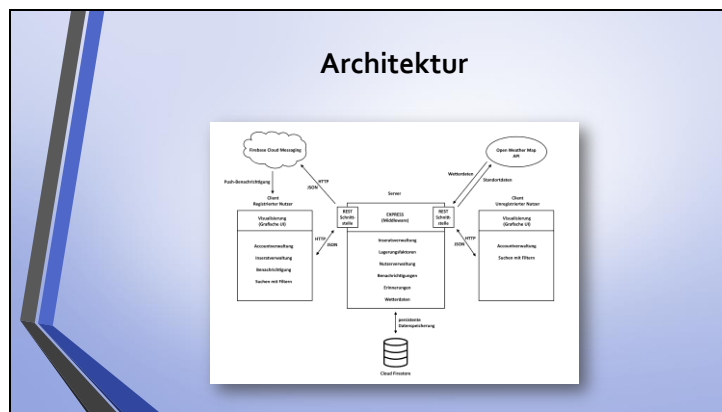 Architektur
Firebase Cloud Messaging
Open Weather Map
API
Push-Benachrichtigung
HTTP
JSON
Wetterdaten
Standortdaten
Client
Registrierter Nutzer
Server
Client
Unregistrierter Nutzer
Visualisierung
(Grafische UI)
REST
Schnitt-
stelle
EXPRESS
(Middleware)
REST
Schnitt-
stelle
Visualisierung
(Grafische UI)
HTTP
JSON
HTTP
JSON
Accountverwaltung
Inseratverwaltung
Benachrichtigung
Suchen mit Filtern
Inseratverwaltung
Lagerungsfaktoren
Nutzerverwaltung
Benachrichtigungen
Erinnerungen
Wetterdaten
Accountverwaltung
Suchen mit Filtern
persistente
Datenspeicherung
Cloud Firestore